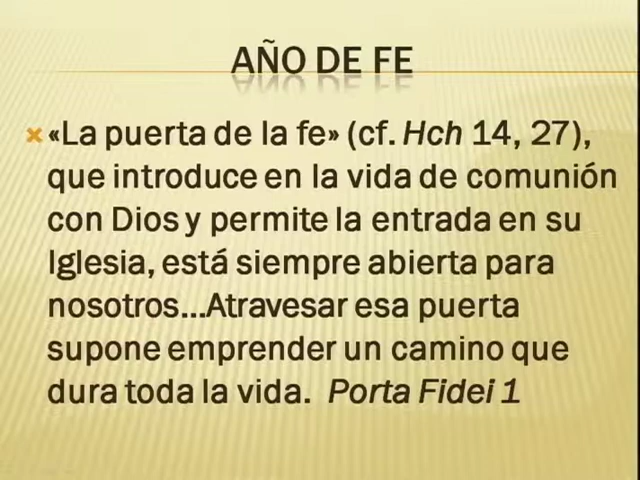 AÑO DE FE
«La puerta de la fe» (cf. Hch 14, 27),
que introduce en la vida de comunión
con Dios y permite la entrada en su
Iglesia, está siempre abierta para
nosotros...Atravesar esa puerta
supone emprender un camino que
dura toda la vida. Porta Fidei 1